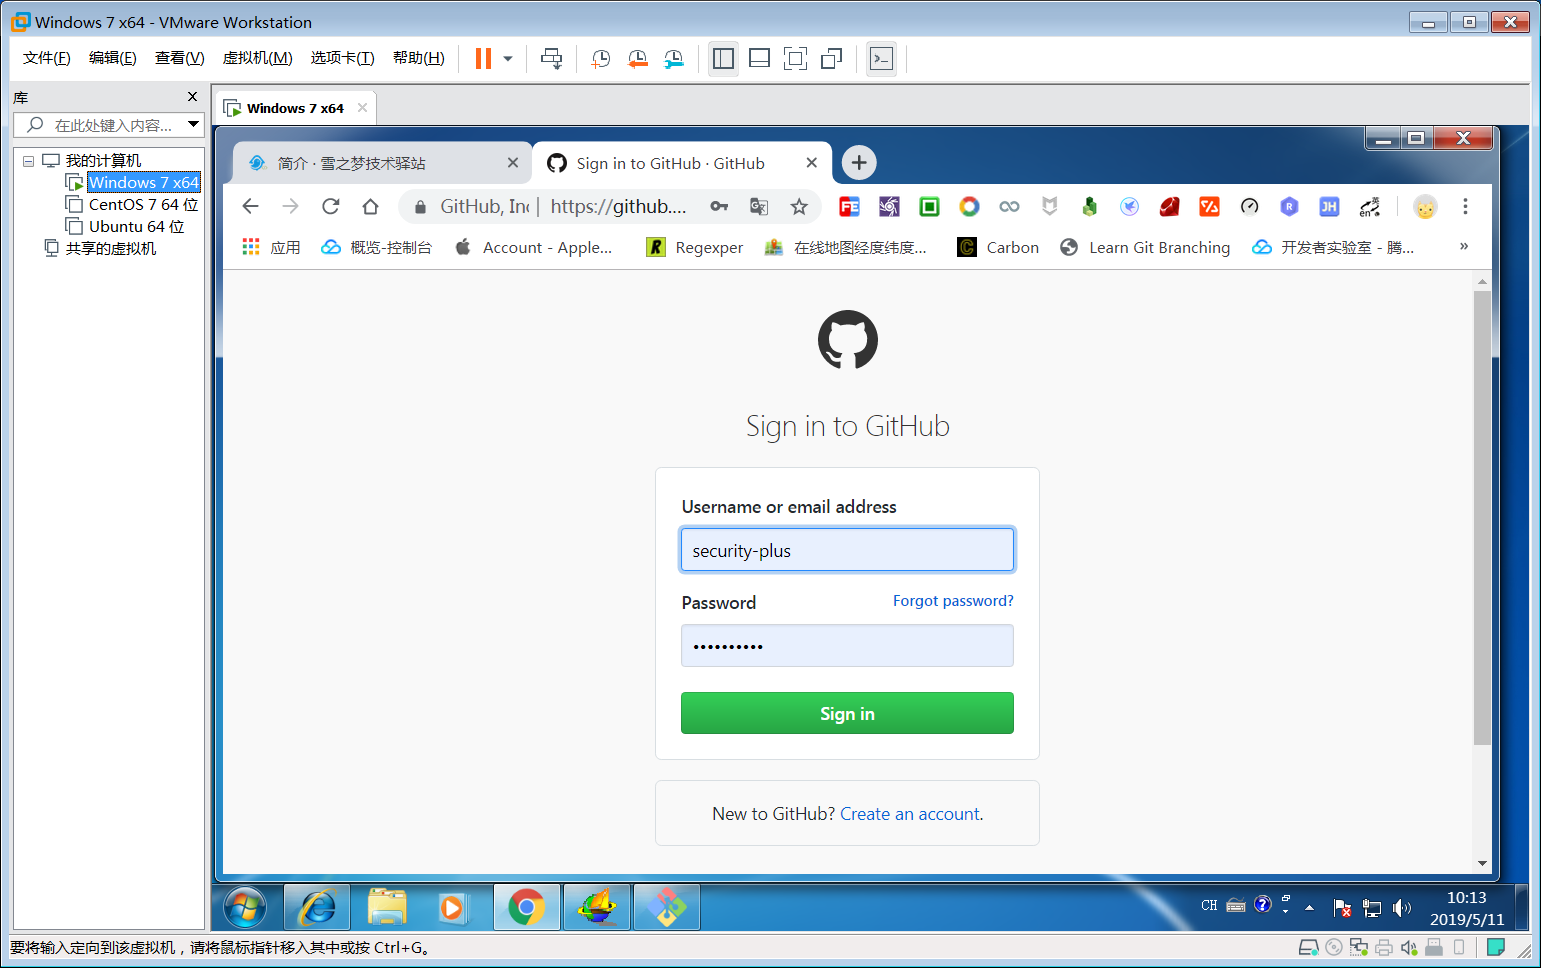 Windows 7 x64 - VMware Workstation
文件(F) 编辑(E) 查看(V) 虚拟机(M) 选项卡(T) 帮助(H)
库
在此处键入内容...
我的计算机
Windows 7 x64
CentOS 7 64 位
Ubuntu 64 位
共享的虚拟机
Windows 7 x64
简介 · 雪之梦技术驿站
Sign in to GitHub · GitHub
GitHub, Inc | https://github....
应用 概览-控制台 Account - Apple... Regexper 在线地图经度纬度... Carbon Learn Git Branching 开发者实验室 - 腾... »
Sign in to GitHub
Username or email address
security-plus
Password Forgot password?
••••••••••
Sign in
New to GitHub? Create an account.
CH
10:13
2019/5/11
要将输入定向到该虚拟机，请将鼠标指针移入其中或按 Ctrl+G。